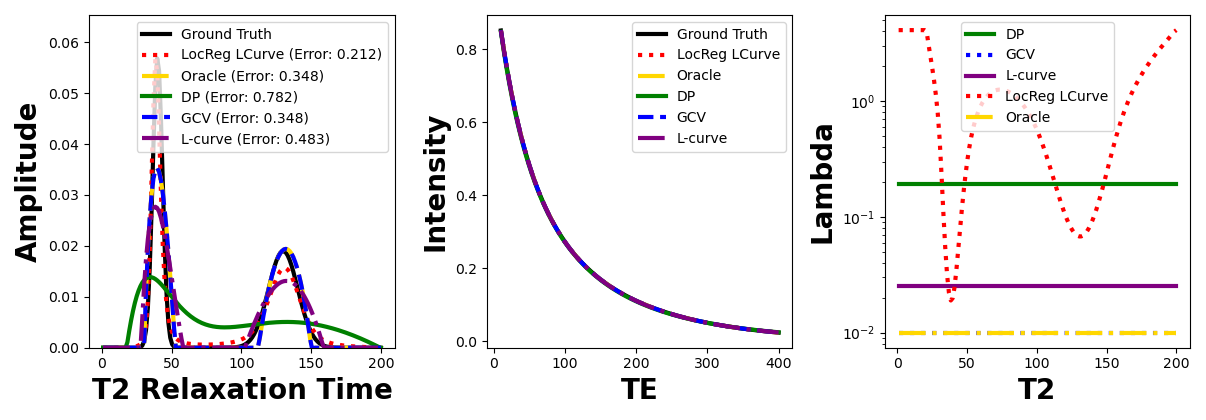 Amplitude
0.06
0.05
0.04
0.03
0.02
0.01
0.00
Ground Truth
LocReg LCurve (Error: 0.212)
Oracle (Error: 0.348)
DP (Error: 0.782)
GCV (Error: 0.348)
L-curve (Error: 0.483)
0 50 100 150 200
T2 Relaxation Time
Intensity
0.8
0.6
0.4
0.2
0.0
Ground Truth
LocReg LCurve
Oracle
DP
GCV
L-curve
0 100 200 300 400
TE
Lambda
10⁰
10⁻¹
10⁻²
DP
GCV
L-curve
LocReg LCurve
Oracle
0 50 100 150 200
T2